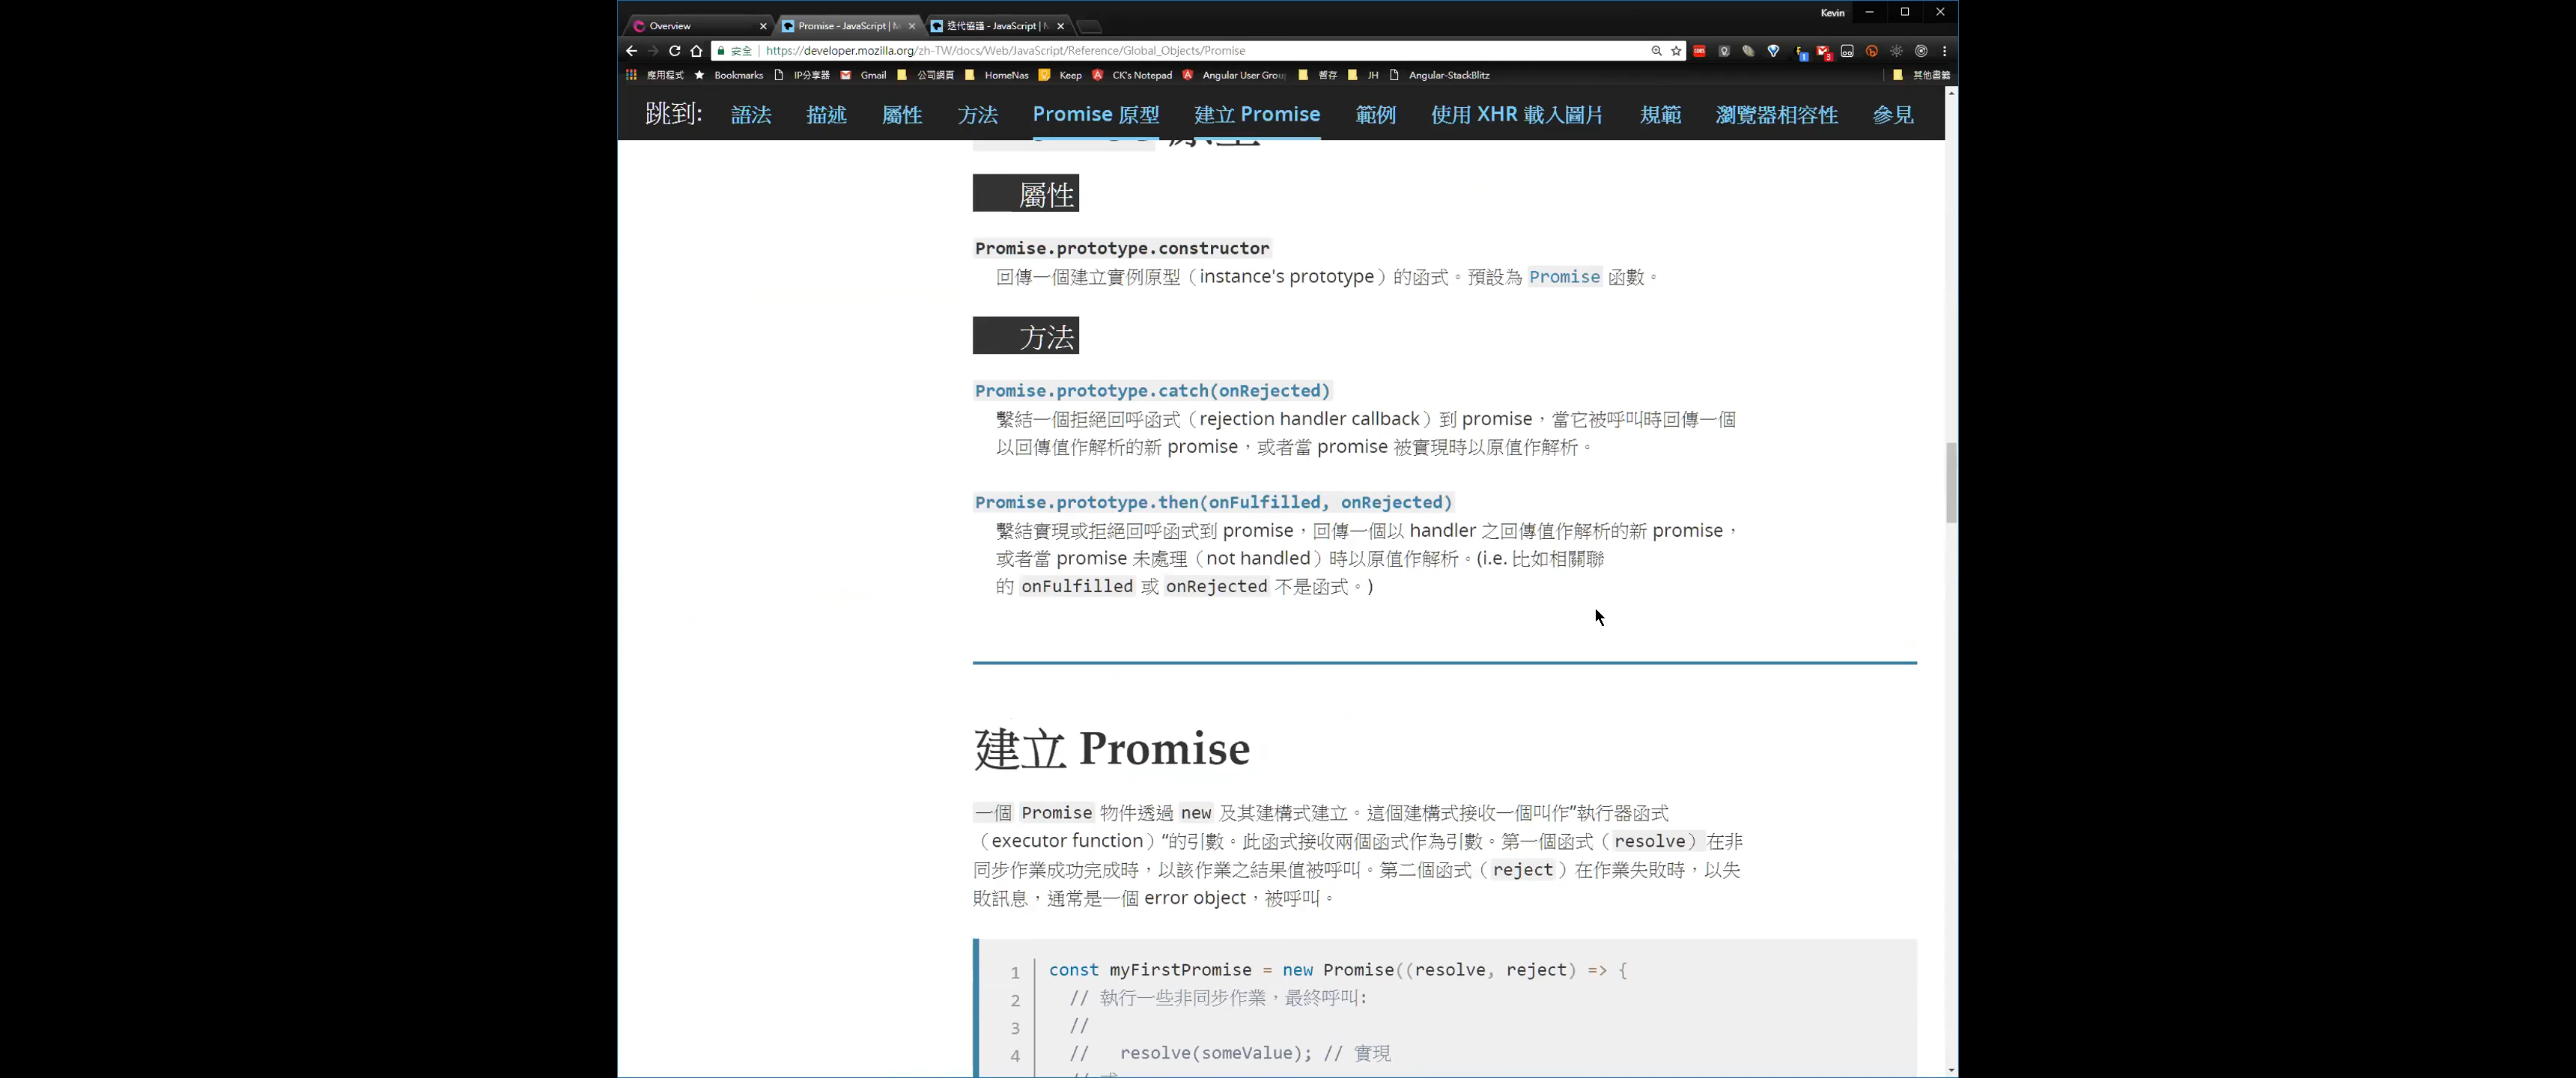 Kevin
Overview
Promise - JavaScript |
迭代協議 - JavaScript |
安全 | https://developer.mozilla.org/zh-TW/docs/Web/JavaScript/Reference/Global_Objects/Promise
應用程式 Bookmarks IP分享器 Gmail 公司網頁 HomeNas Keep CK's Notepad Angular User Grou 暫存 JH Angular-StackBlitz 其他書籤
跳到: 語法 描述 屬性 方法 Promise 原型 建立 Promise 範例 使用 XHR 載入圖片 規範 瀏覽器相容性 參見
原型
屬性
Promise.prototype.constructor
回傳一個建立實例原型（instance's prototype）的函式。預設為 Promise 函數。
方法
Promise.prototype.catch(onRejected)
繫結一個拒絕回呼函式（rejection handler callback）到 promise，當它被呼叫時回傳一個
以回傳值作解析的新 promise，或者當 promise 被實現時以原值作解析。
Promise.prototype.then(onFulfilled, onRejected)
繫結實現或拒絕回呼函式到 promise，回傳一個以 handler 之回傳值作解析的新 promise，
或者當 promise 未處理（not handled）時以原值作解析。(i.e. 比如相關聯
的 onFulfilled 或 onRejected 不是函式。)
建立 Promise
一個 Promise 物件透過 new 及其建構式建立。這個建構式接收一個叫作”執行器函式
（executor function）“的引數。此函式接收兩個函式作為引數。第一個函式（resolve）在非
同步作業成功完成時，以該作業之結果值被呼叫。第二個函式（reject）在作業失敗時，以失
敗訊息，通常是一個 error object，被呼叫。
1 const myFirstPromise = new Promise((resolve, reject) => {
2 // 執行一些非同步作業，最終呼叫:
3 //
4 // resolve(someValue); // 實現